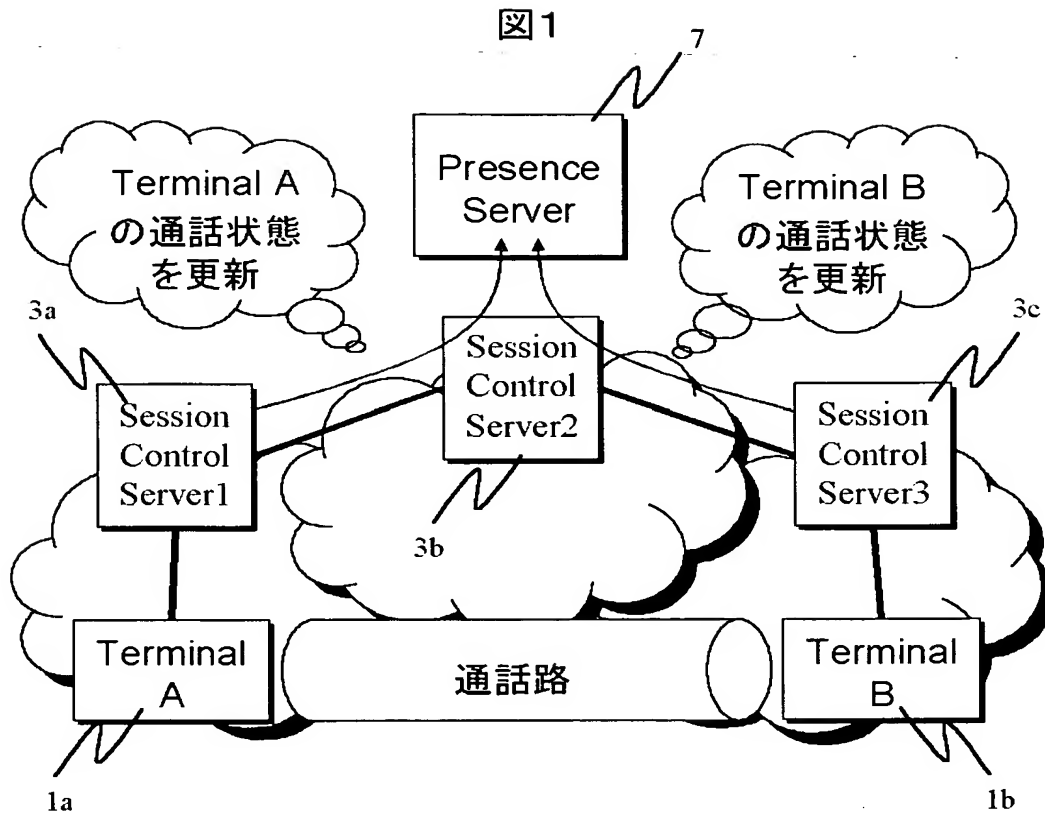 図1
7
Terminal A
の通話状態
を更新
Presence
Server
Terminal B
の通話状態
を更新
3a
3c
Session
Control
Server1
Session
Control
Server2
Session
Control
Server3
3b
Terminal
A
通話路
Terminal
B
1a
1b